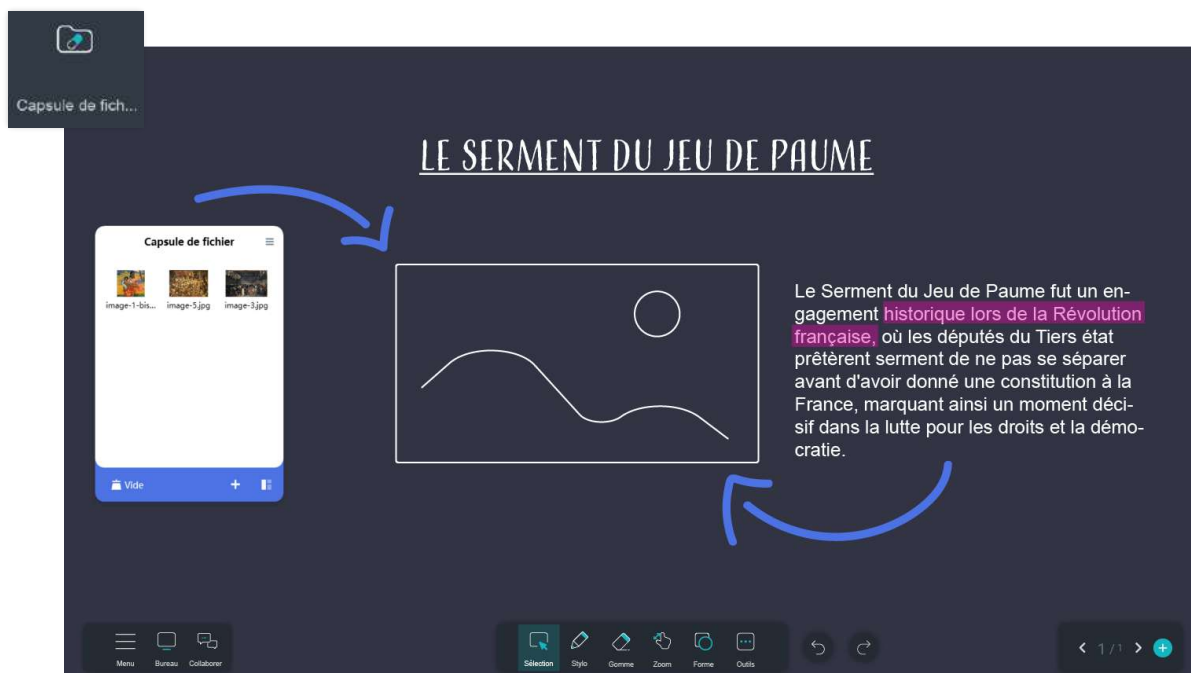 Capsule de fich...
LE SERMENT DU JEU DE PAUME
Capsule de fichier
image-1-bis... image-5.jpg image-3.jpg
Vide
Le Serment du Jeu de Paume fut un en-
gagement historique lors de la Révolution
française, où les députés du Tiers état
prêtèrent serment de ne pas se séparer
avant d'avoir donné une constitution à la
France, marquant ainsi un moment déci-
sif dans la lutte pour les droits et la démo-
cratie.
Menu Bureau Collaborer
Sélection Stylo Gomme Zoom Forme Outils
1/1